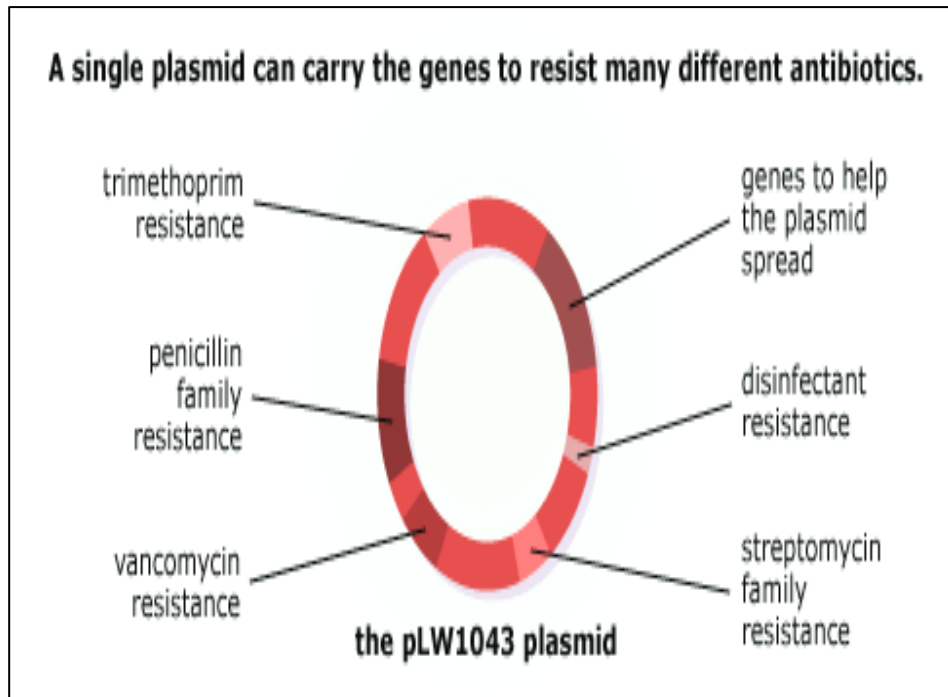 A single plasmid can carry the genes to resist many different antibiotics.
trimethoprim
resistance
genes to help
the plasmid
spread
penicillin
family
resistance
disinfectant
resistance
vancomycin
resistance
streptomycin
family
resistance
the pLW1043 plasmid